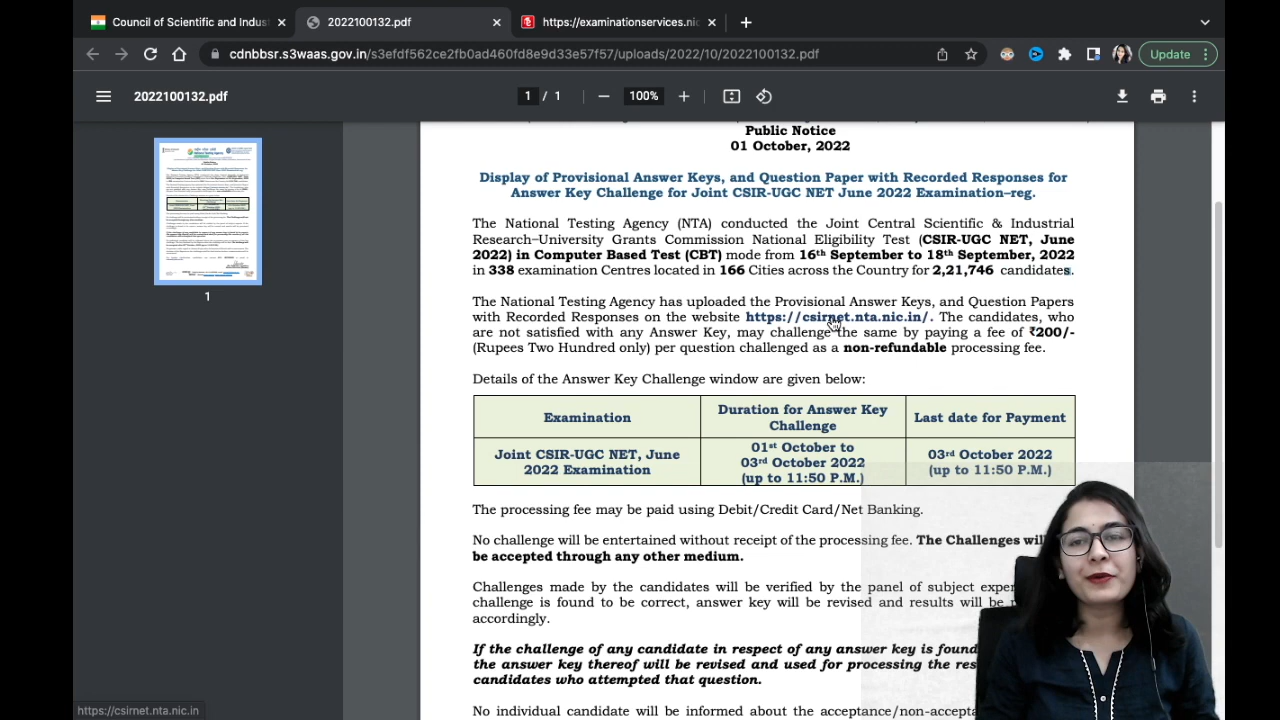 Council of Scientific and Indust
2022100132.pdf
https://examinationservices.nic
cdnbbsr.s3waas.gov.in/s3efdf562ce2fb0ad460fd8e9d33e57f57/uploads/2022/10/2022100132.pdf
Update
2022100132.pdf
1 / 1
100%
1
Public Notice
01 October, 2022
Display of Provisional Answer Keys, and Question Paper with Recorded Responses for
Answer Key Challenge for Joint CSIR-UGC NET June 2022 Examination–reg.
National Testing Agency (NTA) conducted the Joint Council Scientific & Industrial
Research–University Grants Commission National Eligibility Test (CSIR-UGC NET, June
2022) in Computer Based Test (CBT) mode from 16th September to 18th September, 2022
in 338 examination Centres located in 166 Cities across the Country for 2,21,746 candidates.
The National Testing Agency has uploaded the Provisional Answer Keys, and Question Papers
with Recorded Responses on the website https://csirnet.nta.nic.in/. The candidates, who
are not satisfied with any Answer Key, may challenge the same by paying a fee of ₹200/-
(Rupees Two Hundred only) per question challenged as a non-refundable processing fee.
Details of the Answer Key Challenge window are given below:
Examination
Duration for Answer Key
Challenge
Last date for Payment
Joint CSIR-UGC NET, June
2022 Examination
01st October to
03rd October 2022
(up to 11:50 P.M.)
03rd October 2022
(up to 11:50 P.M.)
The processing fee may be paid using Debit/Credit Card/Net Banking.
No challenge will be entertained without receipt of the processing fee. The Challenges wil
be accepted through any other medium.
Challenges made by the candidates will be verified by the panel of subject exper
challenge is found to be correct, answer key will be revised and results will be
accordingly.
If the challenge of any candidate in respect of any answer key is found
the answer key thereof will be revised and used for processing the res
candidates who attempted that question.
No individual candidate will be informed about the acceptance/non-accepta
https://csirnet.nta.nic.in